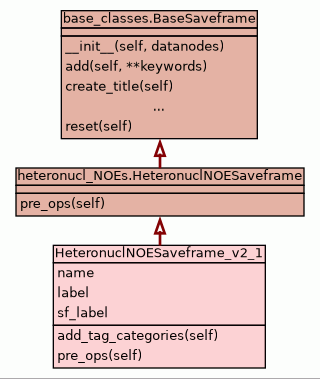 base_classes.BaseSaveframe
__init__(self, datanodes)
add(self, **keywords)
create_title(self)
...
reset(self)
heteronucl_NOEs.HeteronuclNOESaveframe
pre_ops(self)
HeteronuclNOESaveframe_v2_1
name
label
sf_label
add_tag_categories(self)
pre_ops(self)